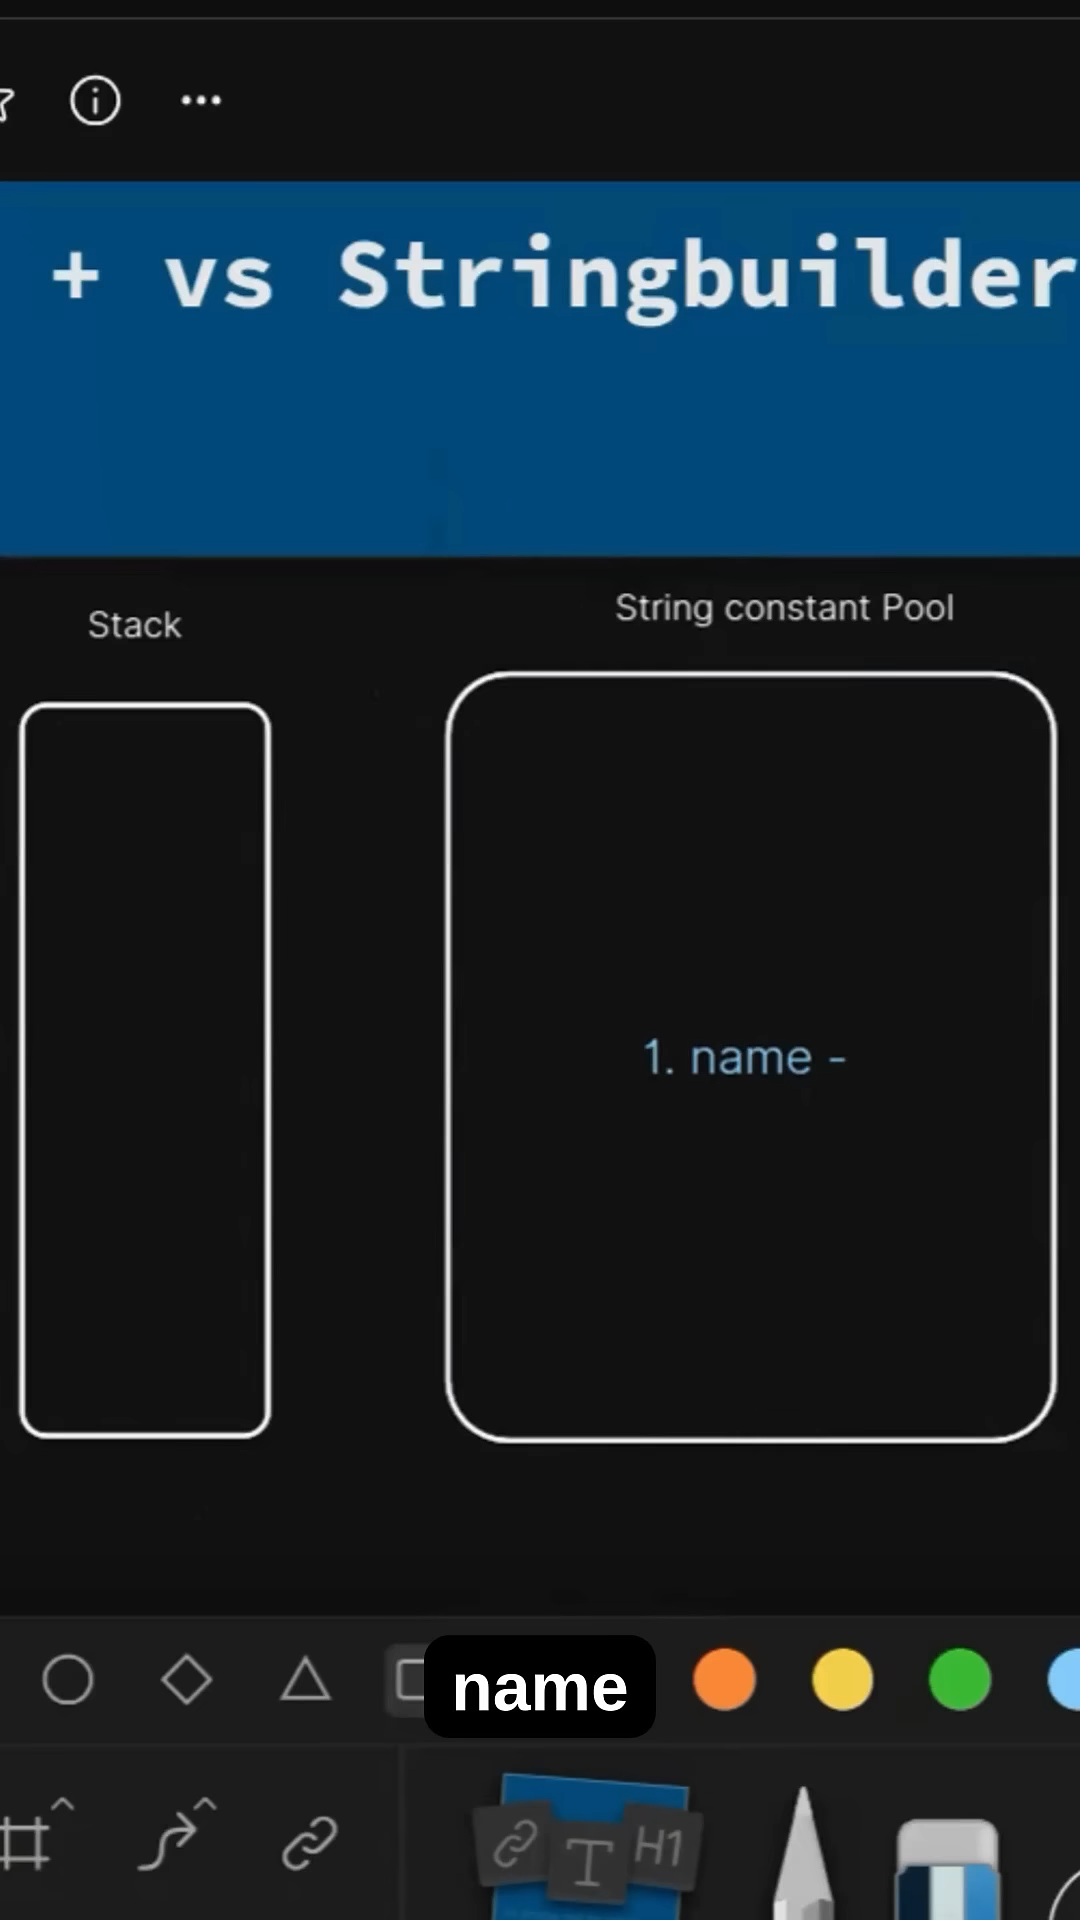 + vs Stringbuilder
Stack
String constant Pool
1. name -
name
T
H1